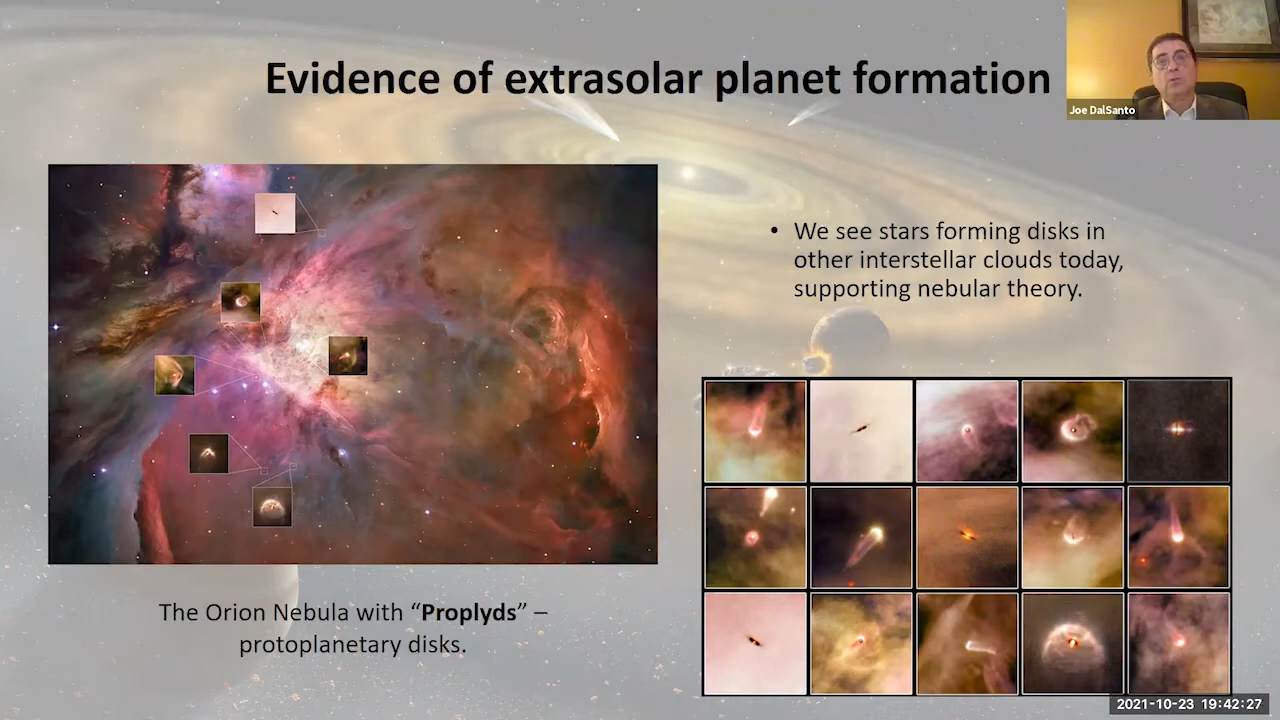 Evidence of extrasolar planet formation
Joe DalSanto
• We see stars forming disks in
other interstellar clouds today,
supporting nebular theory.
The Orion Nebula with “Proplyds” –
protoplanetary disks.
2021-10-23 19:42:27